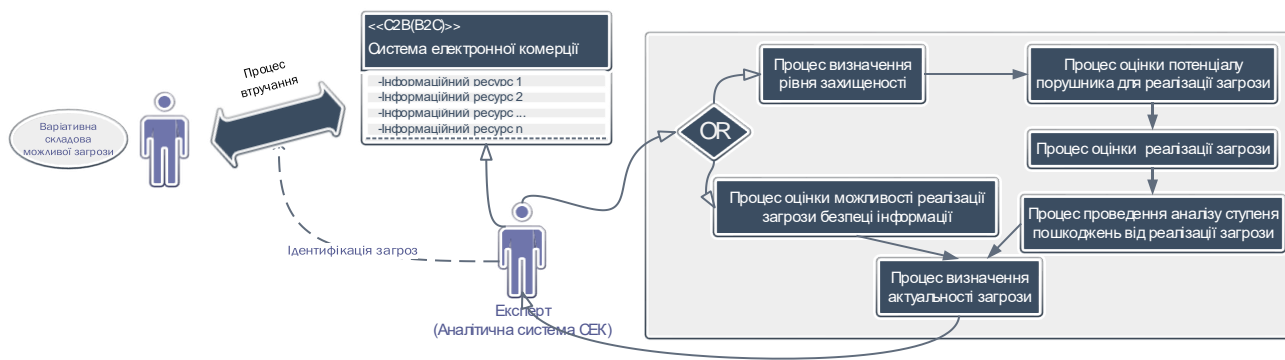 Варіативна
складова
можливої загрози
Процес
втручання
<<C2B(B2C)>>
Система електронної комерції
-Інформаційний ресурс 1
-Інформаційний ресурс 2
-Інформаційний ресурс ...
-Інформаційний ресурс n
Ідентифікація загроз
Експерт
(Аналітична система СЕК)
OR
Процес визначення
рівня захищеності
Процес оцінки потенціалу
порушника для реалізації загрози
Процес оцінки реалізації загрози
Процес оцінки можливості реалізації
загрози безпеці інформації
Процес проведення аналізу ступеня
пошкоджень від реалізації загрози
Процес визначення
актуальності загрози